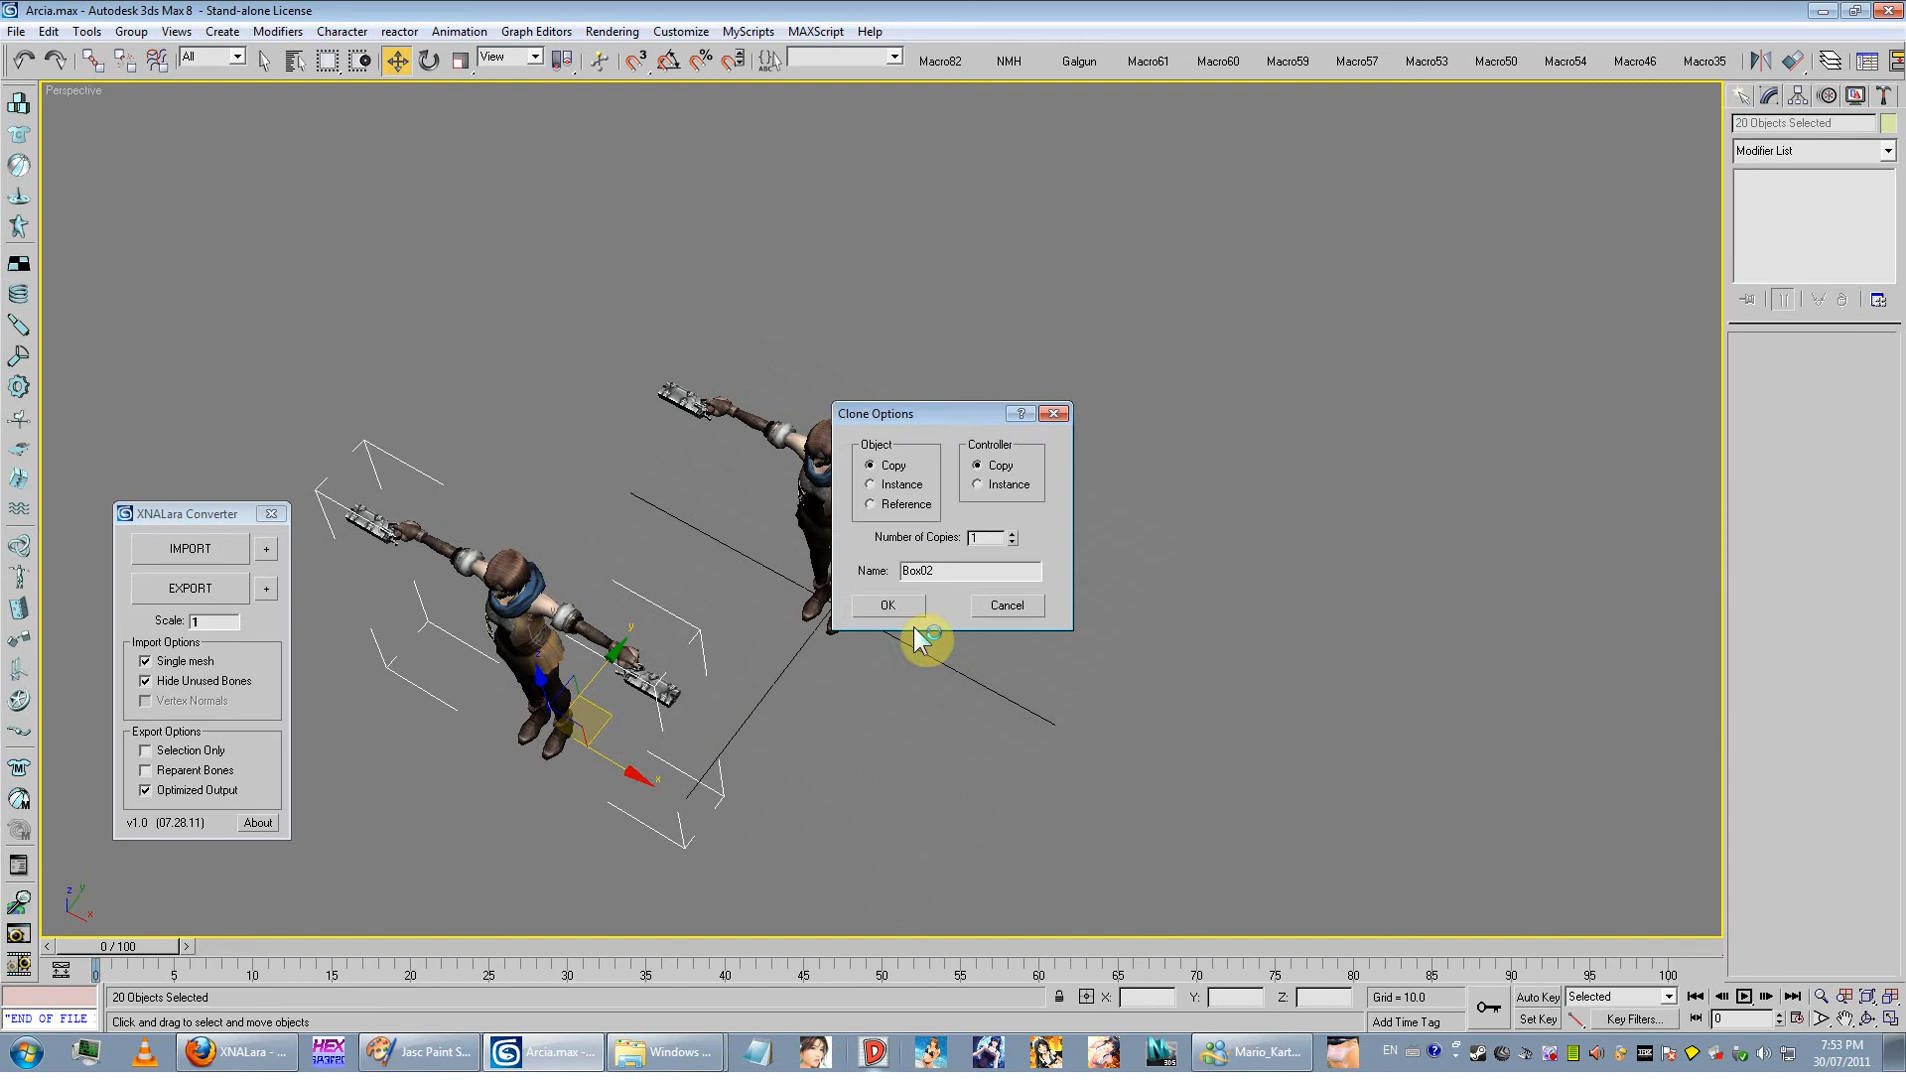 Arcia.max - Autodesk 3ds Max 8 - Stand-alone License
File Edit Tools Group Views Create Modifiers Character reactor Animation Graph Editors Rendering Customize MyScripts MAXScript Help
All View Macro82 NMH Galgun Macro61 Macro60 Macro59 Macro57 Macro53 Macro50 Macro54 Macro46 Macro35
Perspective
20 Objects Selected
Modifier List
Clone Options
Object Controller
Copy Copy
Instance Instance
Reference
Number of Copies: 1
Name: Box02
OK Cancel
XNALara Converter
IMPORT +
EXPORT +
Scale: 1
Import Options
Single mesh
Hide Unused Bones
Vertex Normals
Export Options
Selection Only
Reparent Bones
Optimized Output
v1.0 (07.28.11) About
y
z
x
z y
x
0 / 100
0 5 10 15 20 25 30 35 40 45 50 55 60 65 70 75 80 85 90 95 100
20 Objects Selected X: Y: Z: Grid = 10.0 Auto Key Selected
"END OF FILE Click and drag to select and move objects Add Time Tag Set Key Key Filters... 0
XNALara - ... Jasc Paint S... Arcia.max -... Windows ... Mario_Kart... EN 7:53 PM
30/07/2011